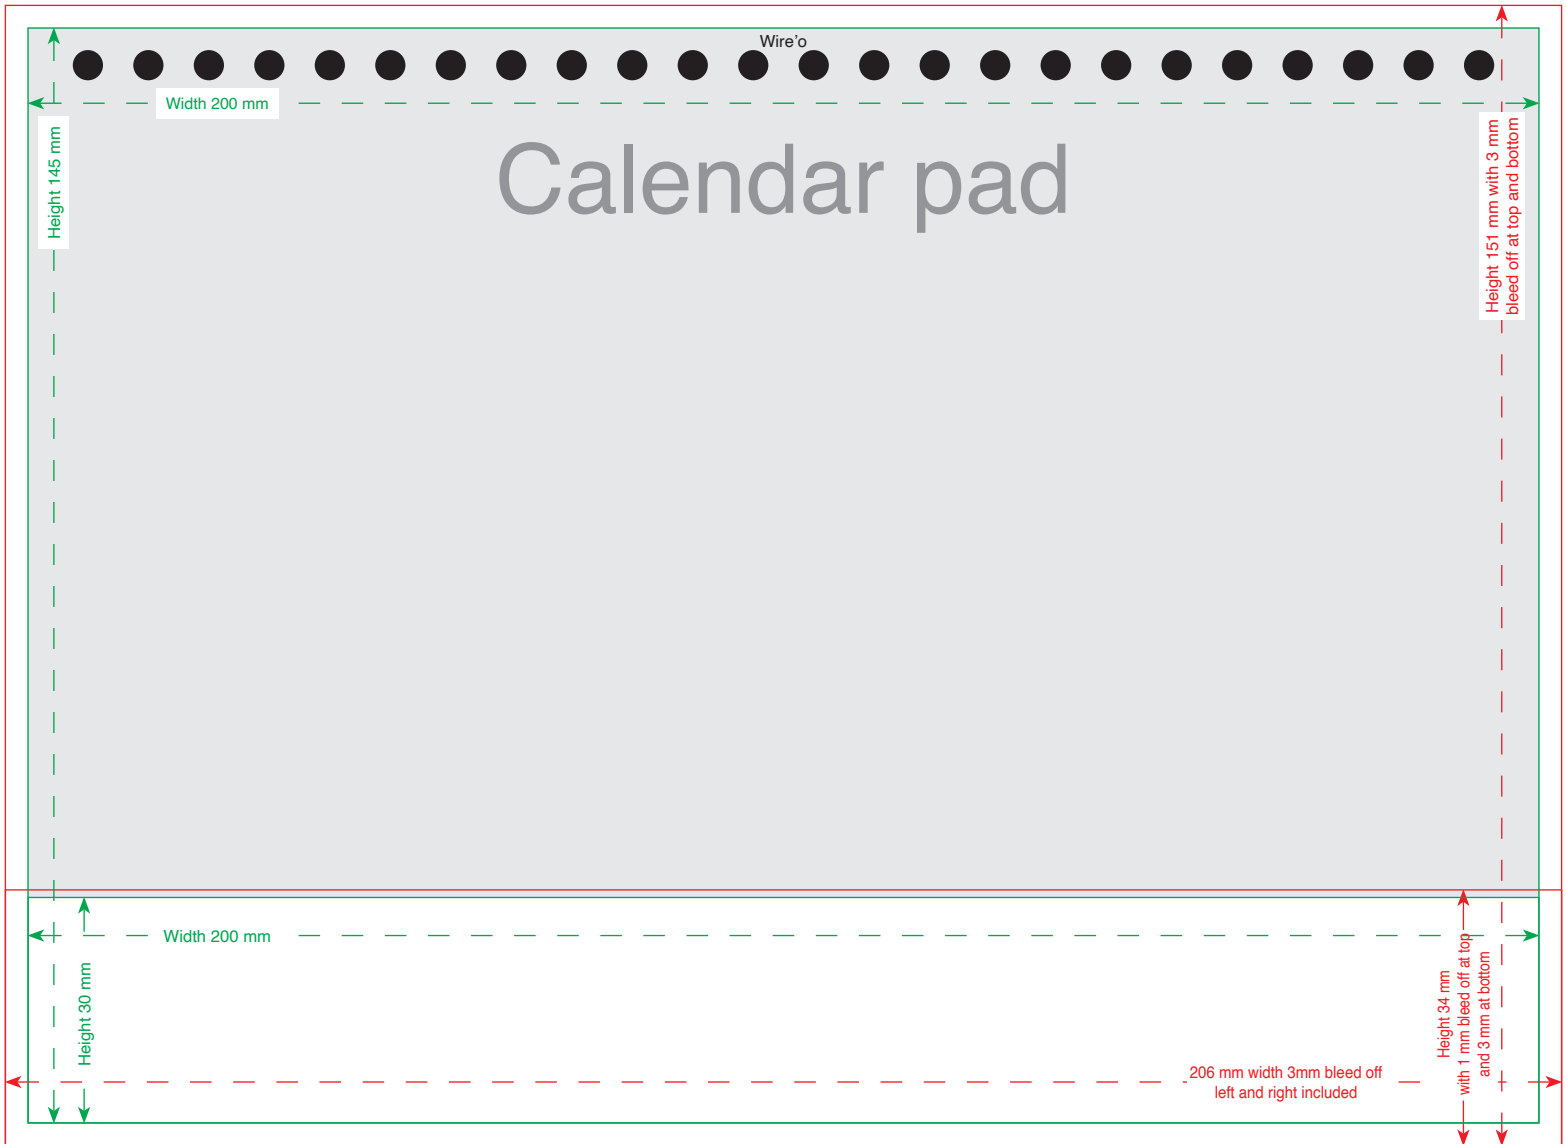 Wire’o
Width 200 mm
Height 145 mm
Calendar pad
Height 151 mm with 3 mm
bleed off at top and bottom
Width 200 mm
Height 30 mm
Height 34 mm
with 1 mm bleed off at top
and 3 mm at bottom
206 mm width 3mm bleed off
left and right included